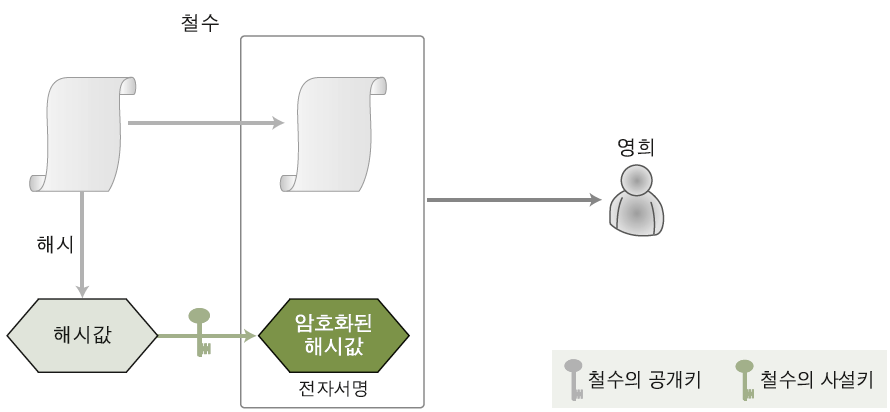 철수
영희
해시
해시값
암호화된
해시값
전자서명
철수의 공개키
철수의 사설키